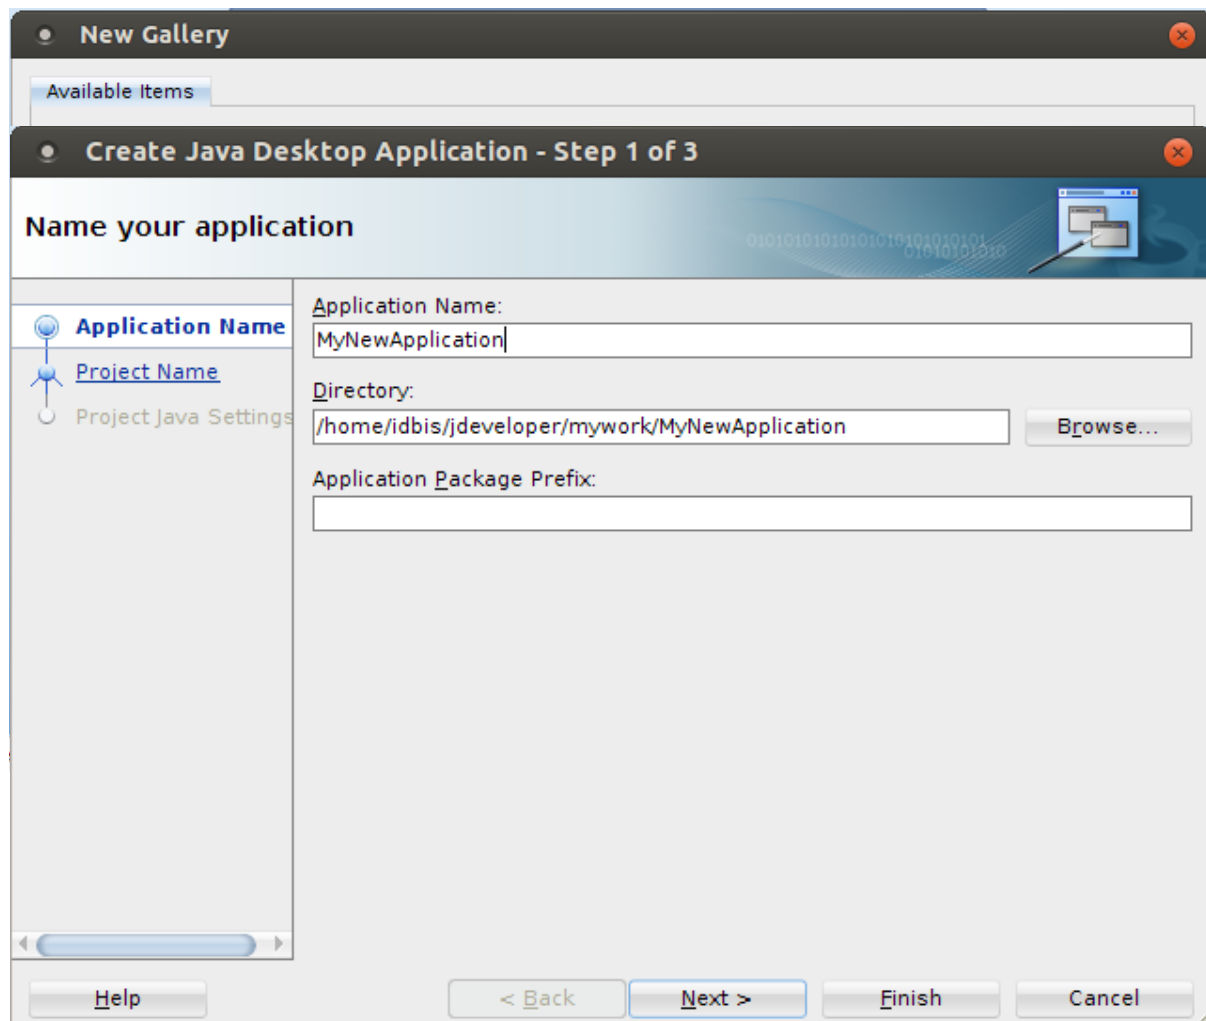 New Gallery
Available Items
Create Java Desktop Application - Step 1 of 3
Name your application
0101010101010101010101010101
01010101010
Application Name
Project Name
Project Java Settings
Application Name:
MyNewApplication
Directory:
/home/idbis/jdeveloper/mywork/MyNewApplication
Browse...
Application Package Prefix:
Help
< Back
Next >
Finish
Cancel